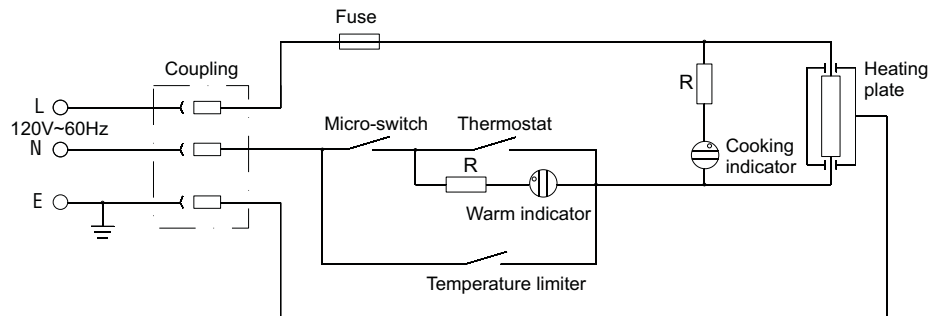 Fuse
Coupling
Heating
plate
R
L
120V~60Hz
Micro-switch
Thermostat
N
R
Cooking
indicator
E
Warm indicator
Temperature limiter